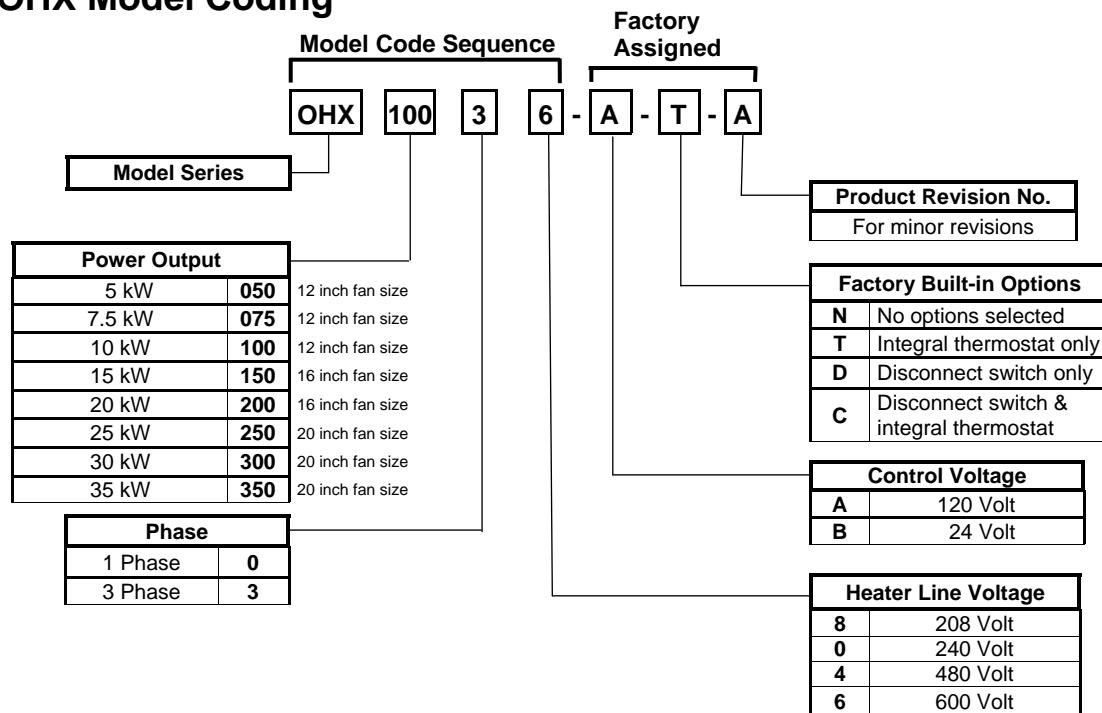 OHX Model Coding
Model Code Sequence
Factory
Assigned
OHX 100 3 6 - A - T - A
Model Series
Product Revision No.
For minor revisions
Power Output
5 kW 050 12 inch fan size
7.5 kW 075 12 inch fan size
10 kW 100 12 inch fan size
15 kW 150 16 inch fan size
20 kW 200 16 inch fan size
25 kW 250 20 inch fan size
30 kW 300 20 inch fan size
35 kW 350 20 inch fan size
Factory Built-in Options
N No options selected
T Integral thermostat only
D Disconnect switch only
C Disconnect switch &
integral thermostat
Control Voltage
A 120 Volt
B 24 Volt
Phase
1 Phase 0
3 Phase 3
Heater Line Voltage
8 208 Volt
0 240 Volt
4 480 Volt
6 600 Volt